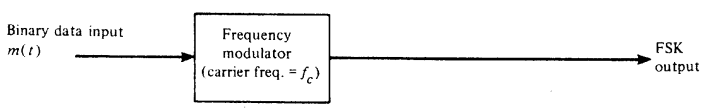 Binary data input
m(t)
Frequency
modulator
(carrier freq. = f_c)
FSK
output